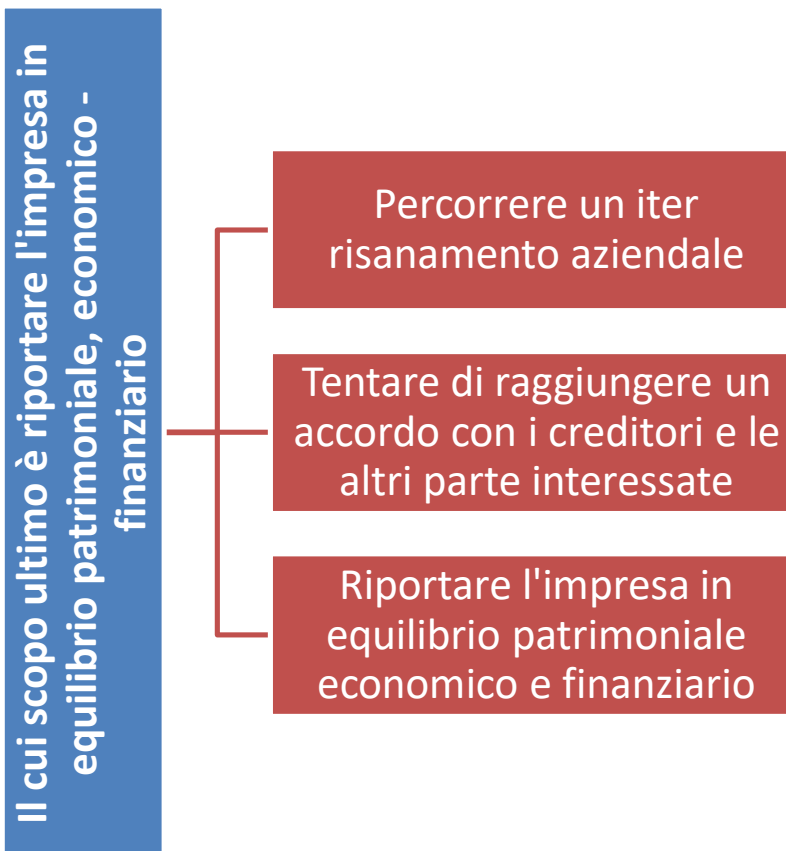 Il cui scopo ultimo è riportare l'impresa in
equilibrio patrimoniale, economico -
finanziario
Percorrere un iter
risanamento aziendale
Tentare di raggiungere un
accordo con i creditori e le
altri parte interessate
Riportare l'impresa in
equilibrio patrimoniale
economico e finanziario